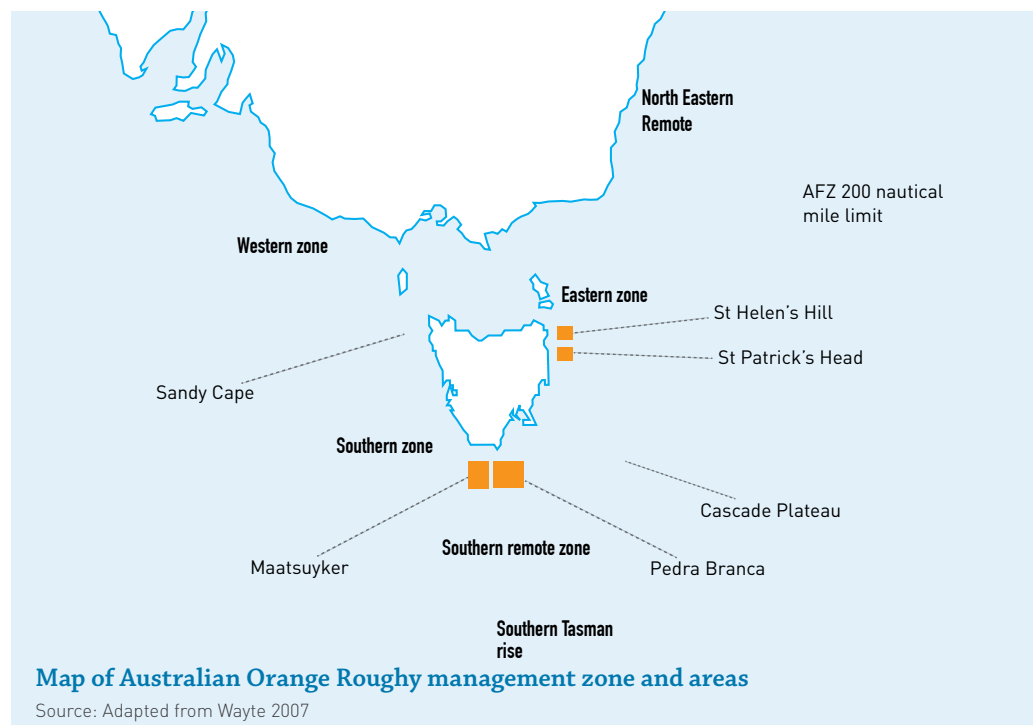 North Eastern
Remote
AFZ 200 nautical
mile limit
Western zone
Eastern zone
St Helen's Hill
St Patrick's Head
Sandy Cape
Southern zone
Cascade Plateau
Southern remote zone
Maatsuyker
Pedra Branca
Southern Tasman
rise
Map of Australian Orange Roughy management zone and areas
Source: Adapted from Wayte 2007